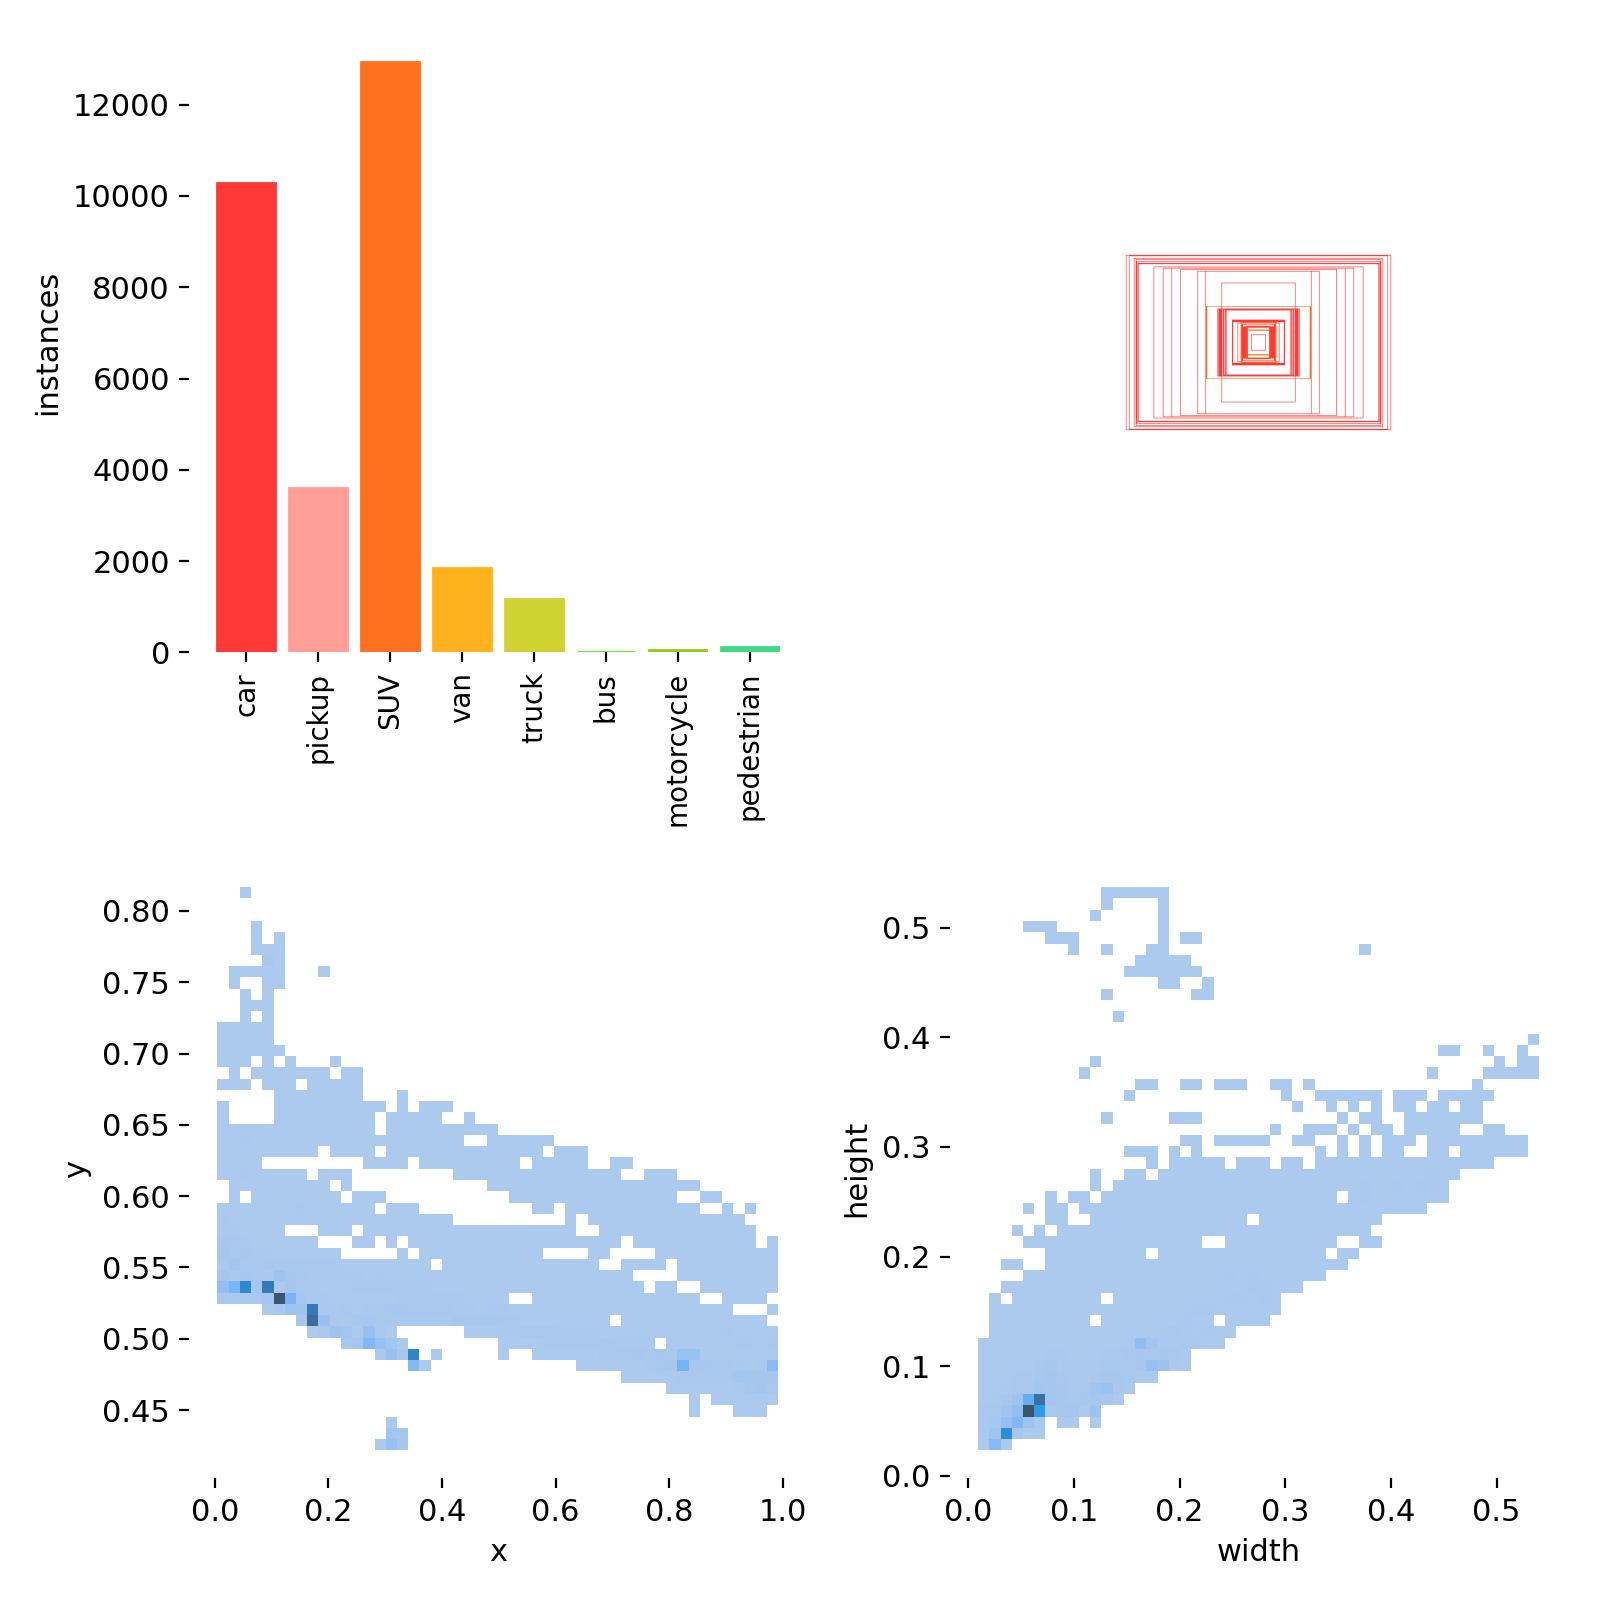 12000
10000
8000
6000
4000
2000
0
instances
car
pickup
SUV
van
truck
bus
motorcycle
pedestrian
0.80
0.75
0.70
0.65
0.60
0.55
0.50
0.45
y
0.0 0.2 0.4 0.6 0.8 1.0
x
0.5
0.4
0.3
0.2
0.1
0.0
height
0.0 0.1 0.2 0.3 0.4 0.5
width